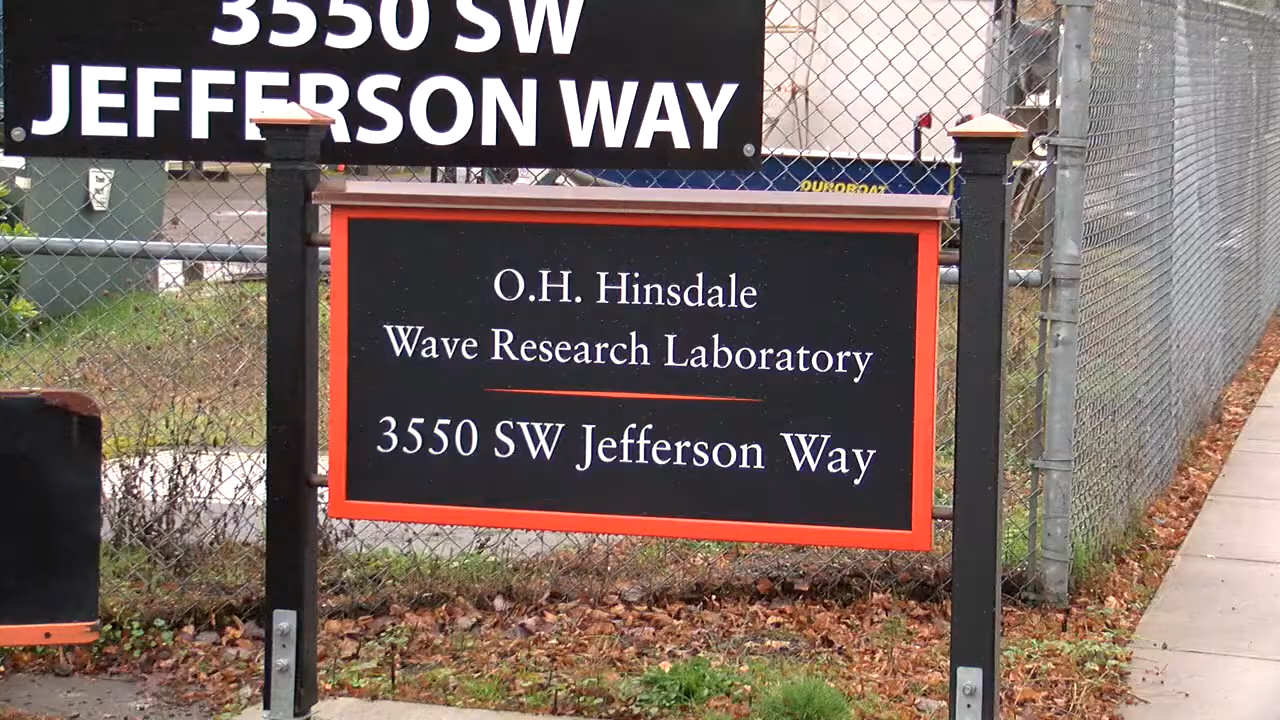 3550 SW
JEFFERSON WAY
DUROBOAT
O.H. Hinsdale
Wave Research Laboratory
3550 SW Jefferson Way